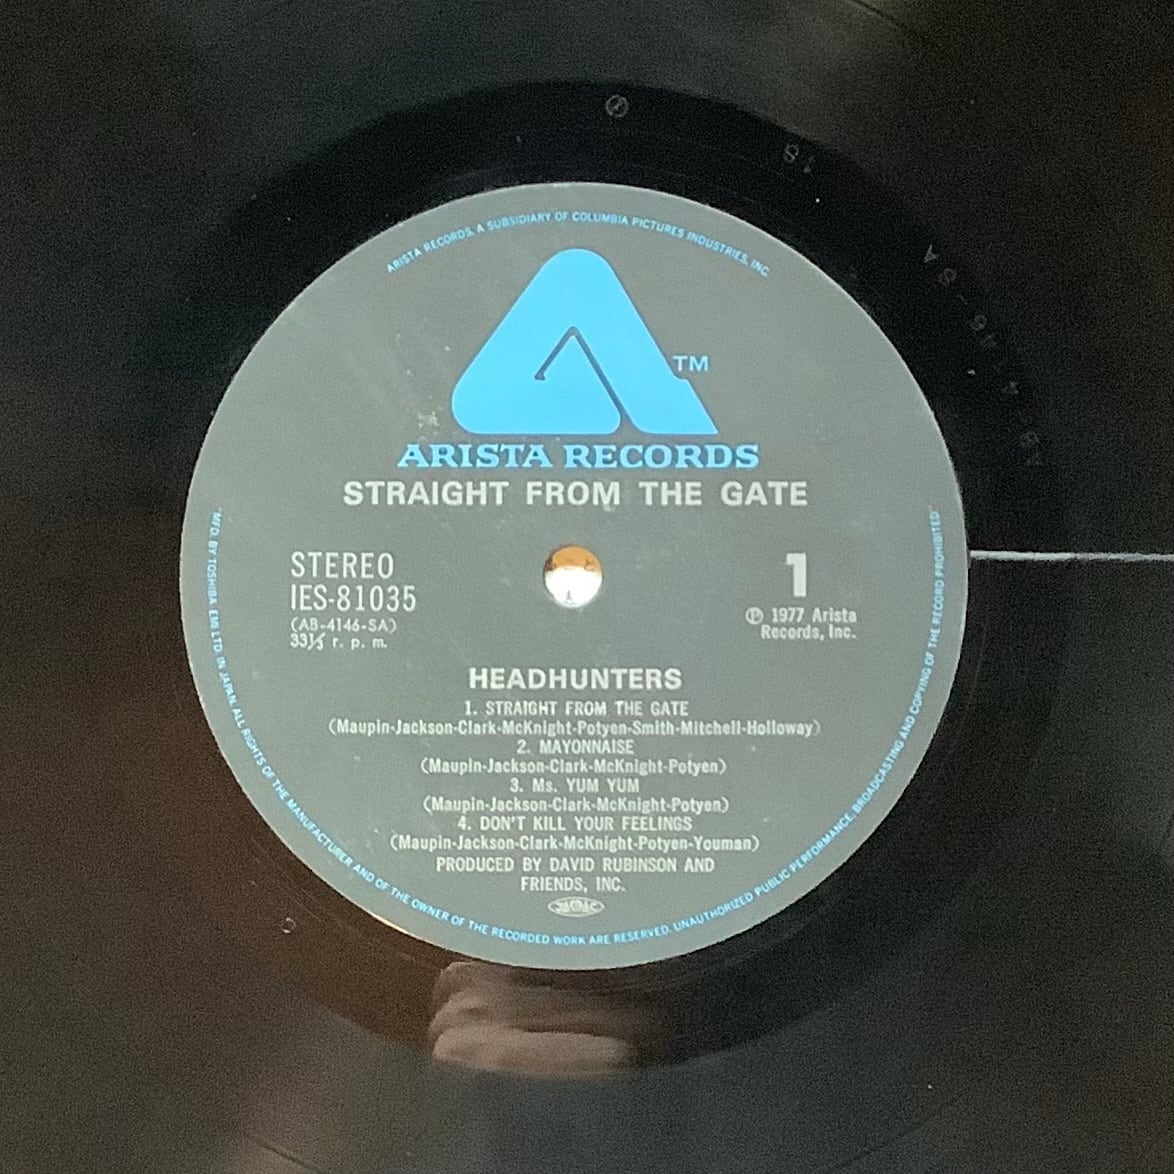 ARISTA RECORDS, A SUBSIDIARY OF COLUMBIA PICTURES INDUSTRIES, INC.
TM
ARISTA RECORDS
STRAIGHT FROM THE GATE
STEREO
IES-81035
(AB-4146-SA)
33⅓ r. p. m.
1
Ⓟ 1977 Arista
Records, Inc.
HEADHUNTERS
1. STRAIGHT FROM THE GATE
(Maupin-Jackson-Clark-McKnight-Potyen-Smith-Mitchell-Holloway)
2. MAYONNAISE
(Maupin-Jackson-Clark-McKnight-Potyen)
3. Ms. YUM YUM
(Maupin-Jackson-Clark-McKnight-Potyen)
4. DON'T KILL YOUR FEELINGS
(Maupin-Jackson-Clark-McKnight-Potyen-Youman)
PRODUCED BY DAVID RUBINSON AND
FRIENDS, INC.
JASRAC
"MFD. BY TOSHIBA EMI LTD. IN JAPAN. ALL RIGHTS OF THE MANUFACTURER AND OF THE OWNER OF THE RECORDED WORK ARE RESERVED. UNAUTHORIZED PUBLIC PERFORMANCE, BROADCASTING AND COPYING OF THE RECORD PROHIBITED"